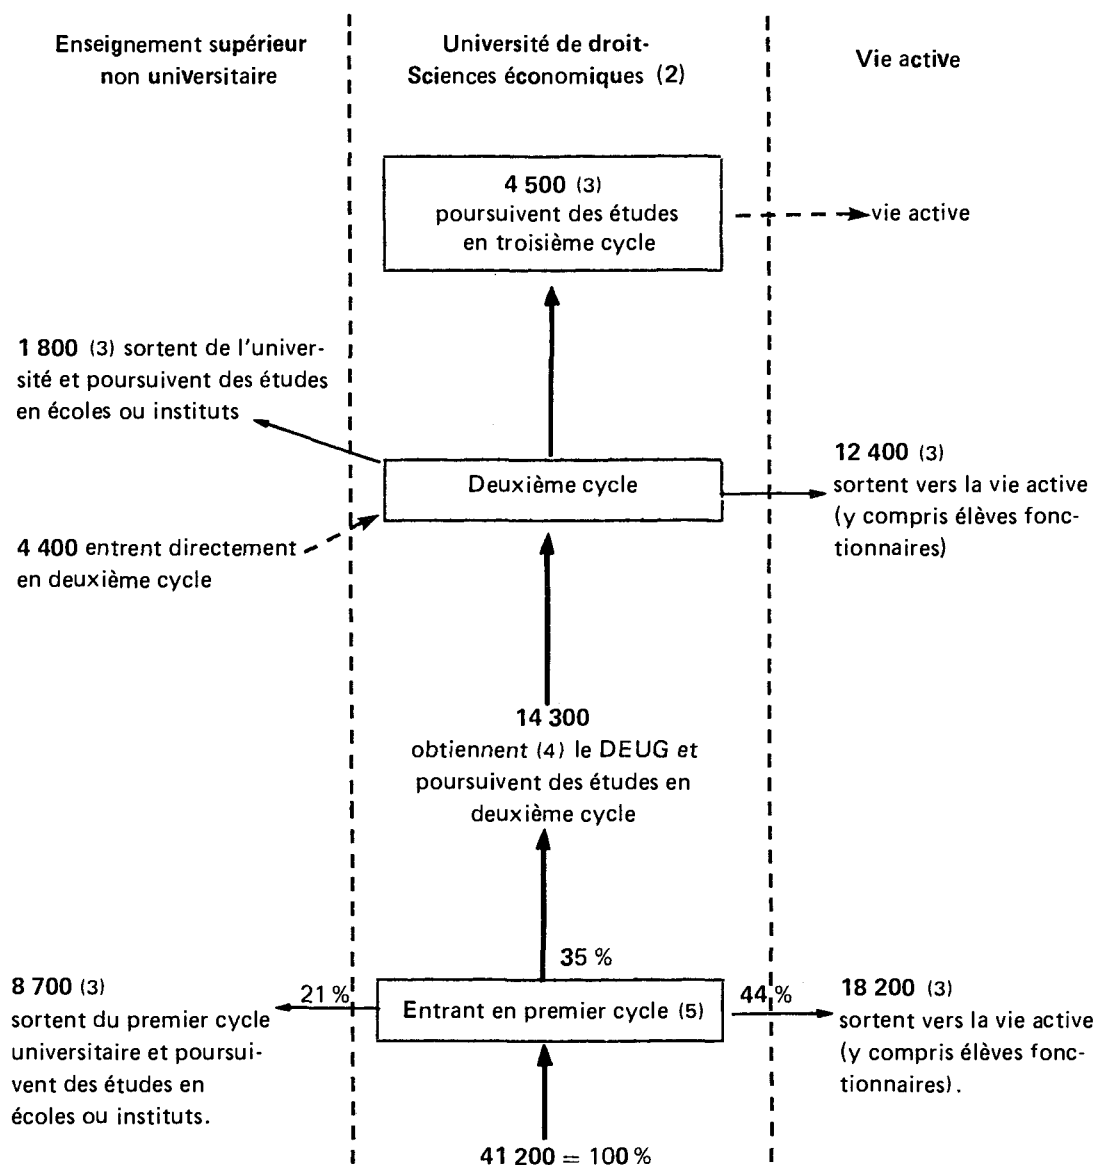 Enseignement supérieur
non universitaire
Université de droit-
Sciences économiques (2)
Vie active
4 500 (3)
poursuivent des études
en troisième cycle
vie active
1 800 (3) sortent de l'univer-
sité et poursuivent des études
en écoles ou instituts
Deuxième cycle
12 400 (3)
sortent vers la vie active
(y compris élèves fonc-
tionnaires)
4 400 entrent directement
en deuxième cycle
14 300
obtiennent (4) le DEUG et
poursuivent des études en
deuxième cycle
35 %
8 700 (3)
sortent du premier cycle
universitaire et poursui-
vent des études en
écoles ou instituts.
21 %
Entrant en premier cycle (5)
44 %
18 200 (3)
sortent vers la vie active
(y compris élèves fonc-
tionnaires).
41 200 = 100 %